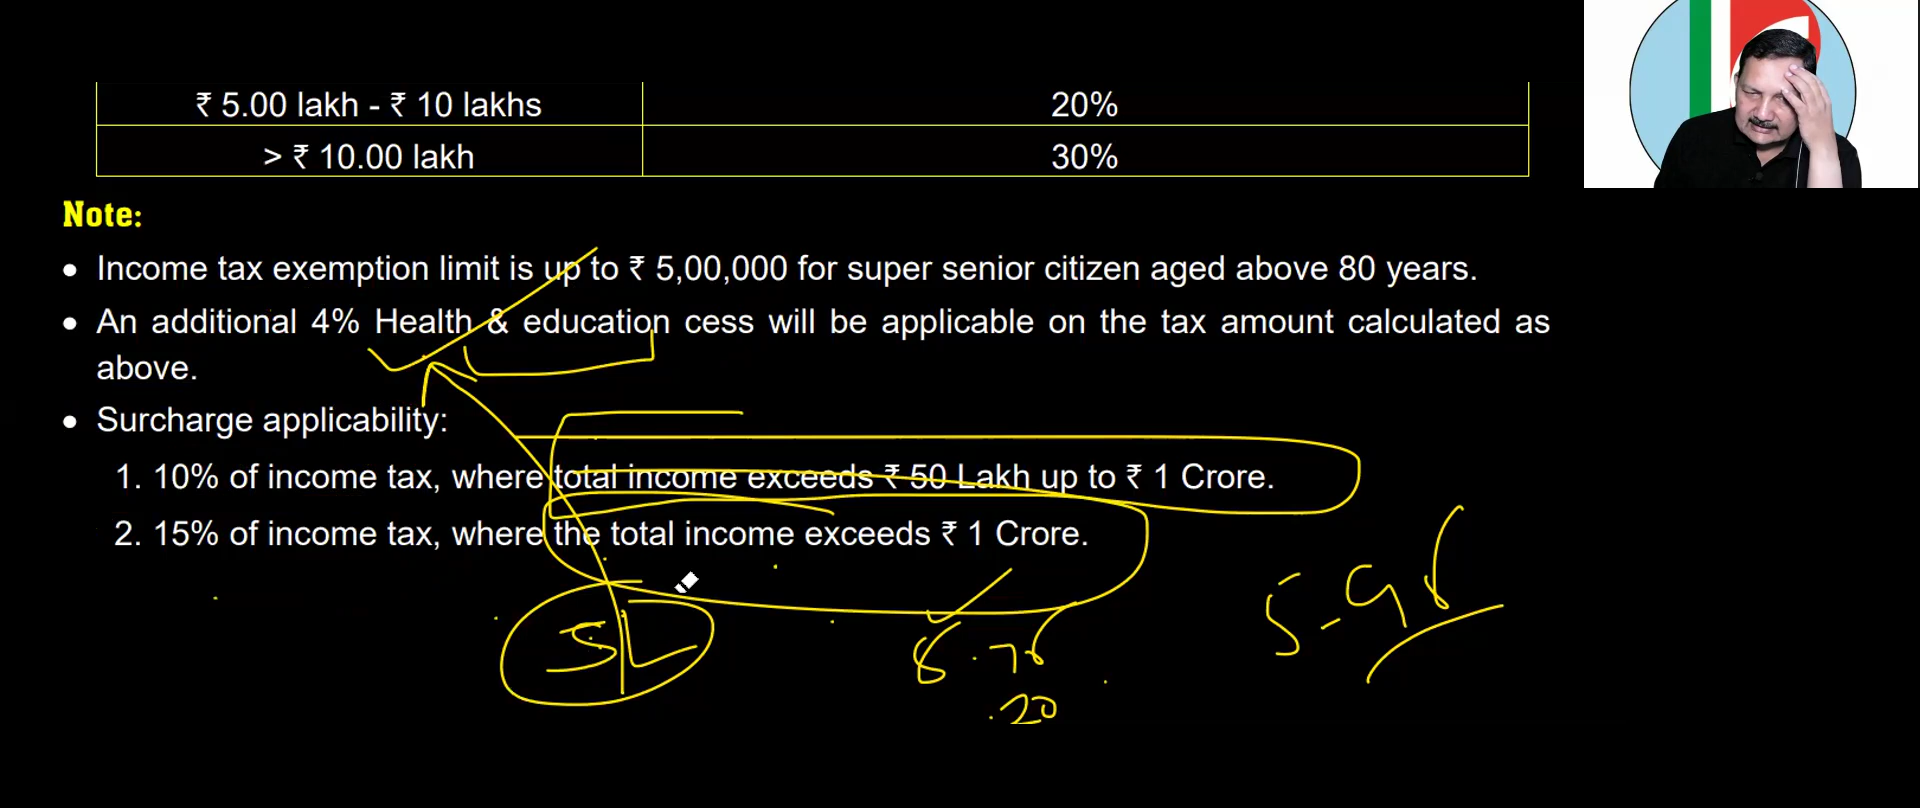 ₹ 5.00 lakh - ₹ 10 lakhs 20%
> ₹ 10.00 lakh 30%
Note:
• Income tax exemption limit is up to ₹ 5,00,000 for super senior citizen aged above 80 years.
• An additional 4% Health & education cess will be applicable on the tax amount calculated as
above.
• Surcharge applicability:
1. 10% of income tax, where total income exceeds ₹ 50 Lakh up to ₹ 1 Crore.
2. 15% of income tax, where the total income exceeds ₹ 1 Crore.
5L
.20